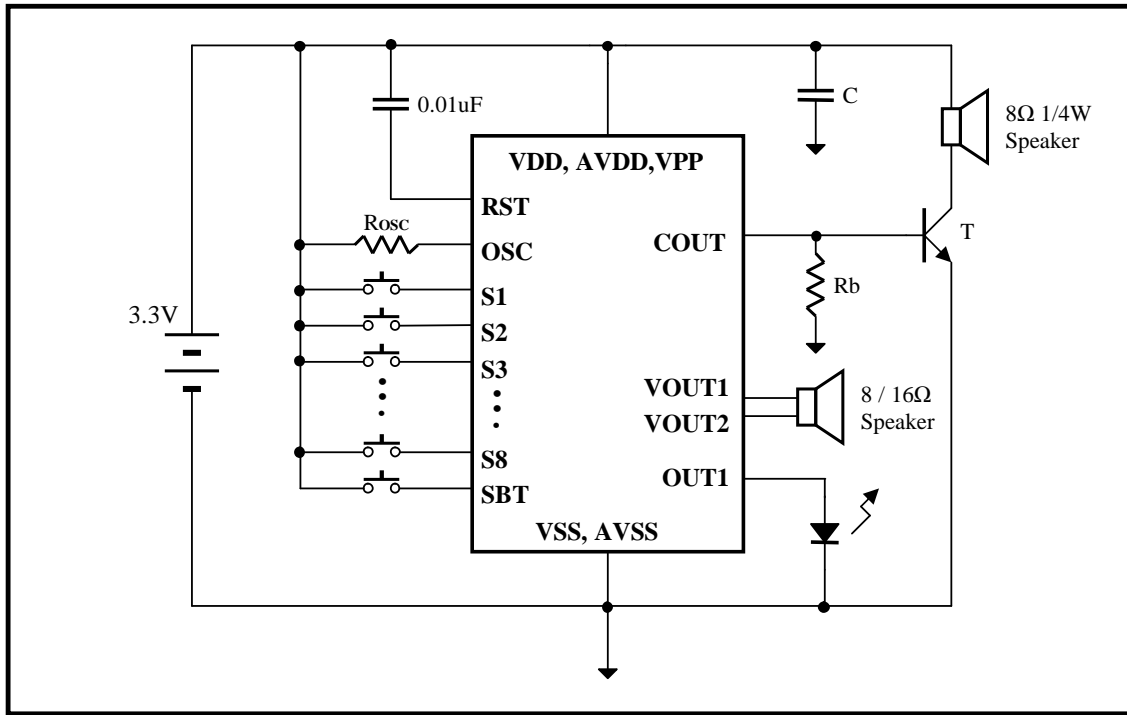 0.01uF
C
8Ω 1/4W
Speaker
VDD, AVDD,VPP
RST
Rosc
OSC
COUT
T
S1
Rb
3.3V
S2
S3
VOUT1
8 / 16Ω
VOUT2
Speaker
S8
OUT1
SBT
VSS, AVSS